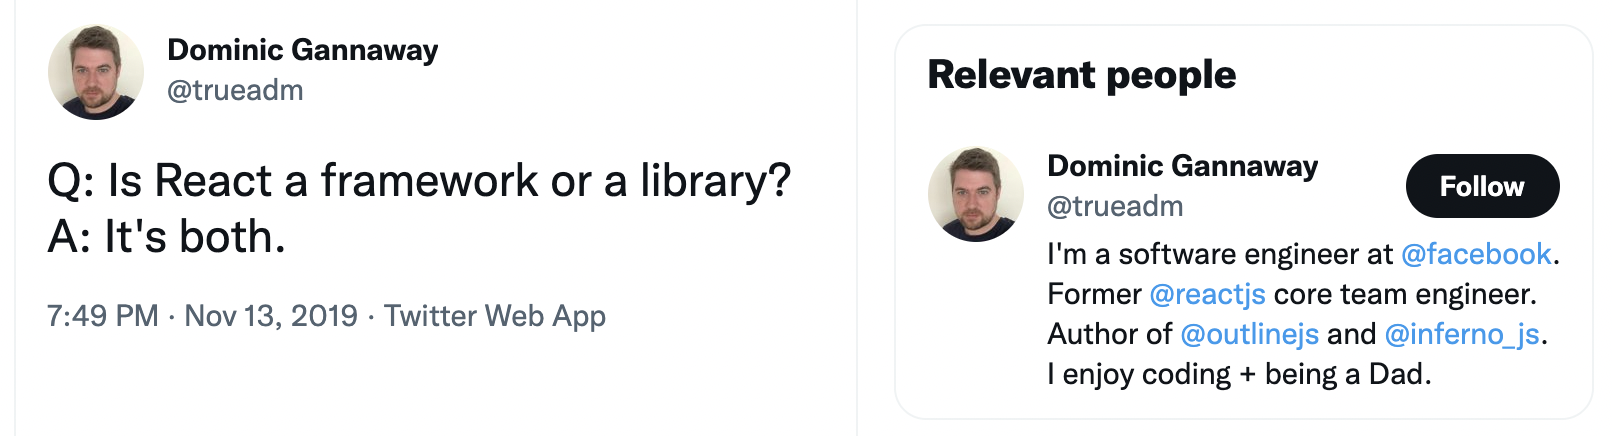 Dominic Gannaway
@trueadm
Q: Is React a framework or a library?
A: It's both.
7:49 PM · Nov 13, 2019 · Twitter Web App
Relevant people
Dominic Gannaway
@trueadm
Follow
I'm a software engineer at @facebook.
Former @reactjs core team engineer.
Author of @outlinejs and @inferno_js.
I enjoy coding + being a Dad.